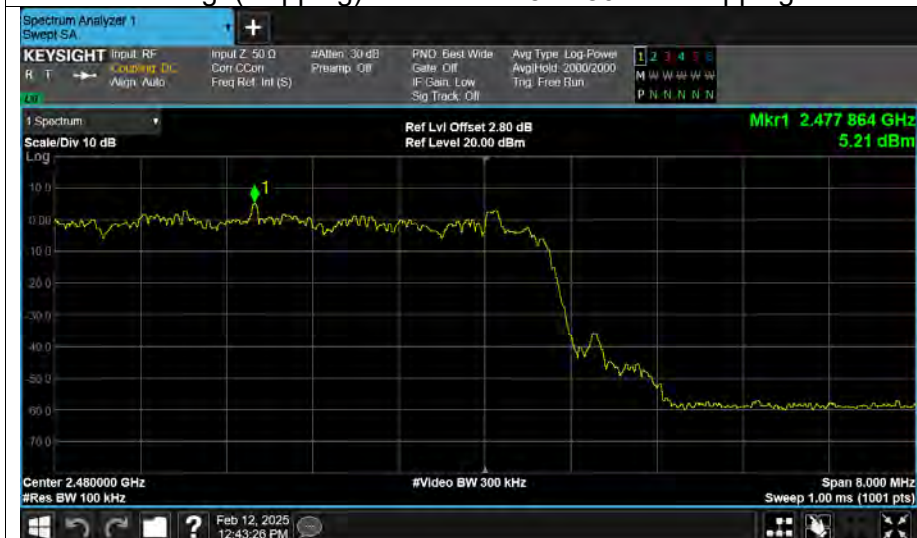 Spectrum Analyzer 1
Swept SA
+
KEYSIGHT Input: RF
R T
Coupling: DC
Align: Auto
Input Z: 50 Ω
Corr CCorr
Freq Ref: Int (S)
#Atten: 30 dB
Preamp: Off
PNO: Best Wide
Gate: Off
IF Gain: Low
Sig Track: Off
Avg Type: Log-Power
Avg|Hold: 2000/2000
Trig: Free Run
1 2 3 4 5 6
M W W W W W
P N N N N N
1 Spectrum
Scale/Div 10 dB
Log
Ref Lvl Offset 2.80 dB
Ref Level 20.00 dBm
Mkr1 2.477 864 GHz
5.21 dBm
1
10.0
0.00
-10.0
-20.0
-30.0
-40.0
-50.0
-60.0
-70.0
Center 2.480000 GHz
#Res BW 100 kHz
#Video BW 300 kHz
Span 8.000 MHz
Sweep 1.00 ms (1001 pts)
?
Feb 12, 2025
12:43:26 PM